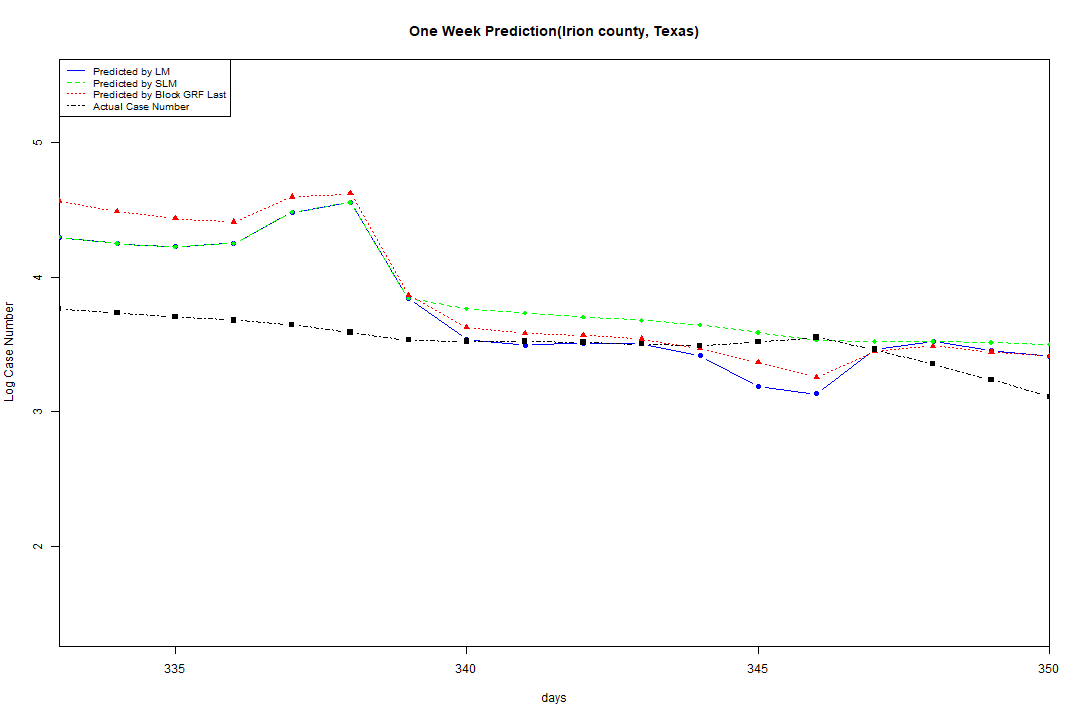 One Week Prediction(Irion county, Texas)
Predicted by LM
Predicted by SLM
Predicted by Block GRF Last
Actual Case Number
5
4
3
2
Log Case Number
335
340
345
350
days